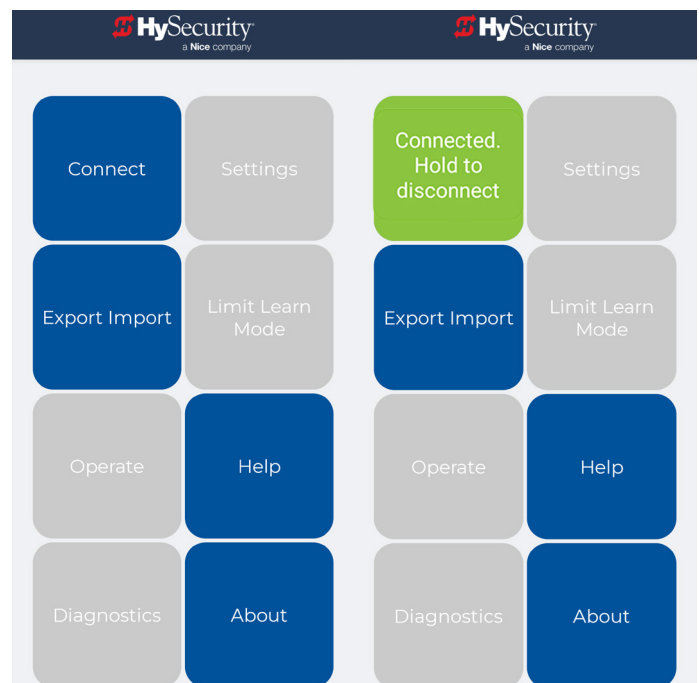 HySecurity
a Nice company
HySecurity
a Nice company
Connect
Settings
Export Import
Limit Learn
Mode
Operate
Help
Diagnostics
About
Connected.
Hold to
disconnect
Settings
Export Import
Limit Learn
Mode
Operate
Help
Diagnostics
About